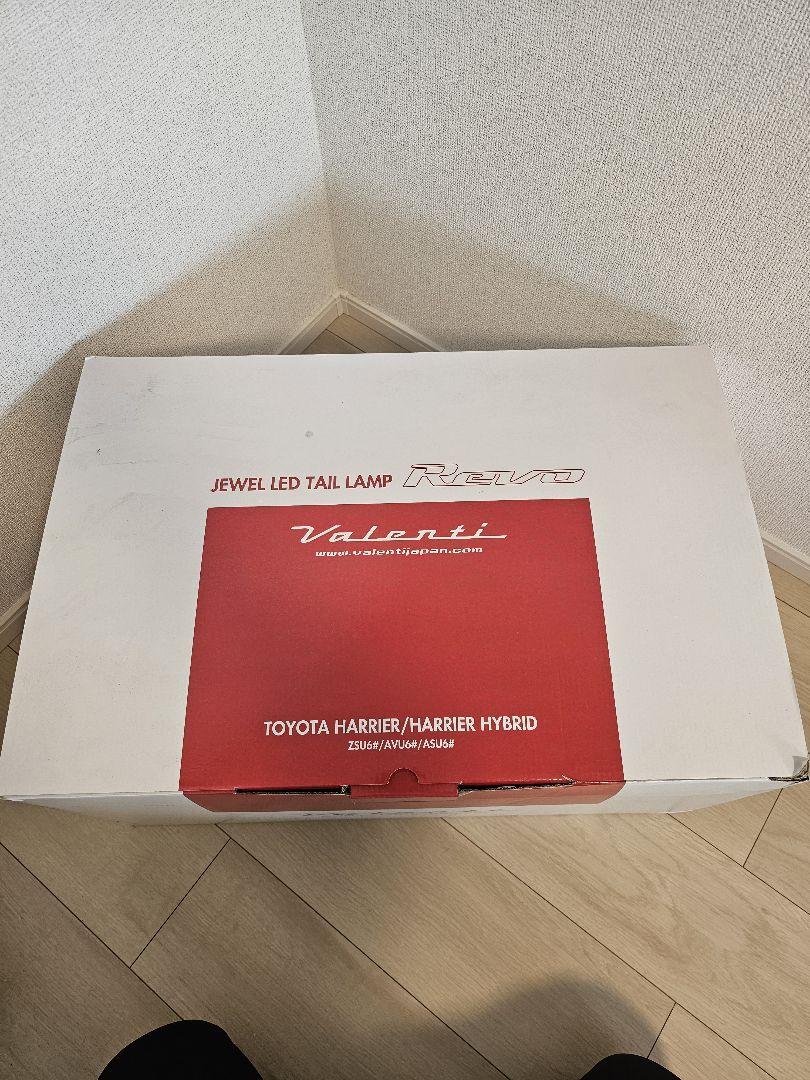 JEWEL LED TAIL LAMP Revo
Valenti
www.valentijapan.com
TOYOTA HARRIER/HARRIER HYBRID
ZSU6#/AVU6#/ASU6#